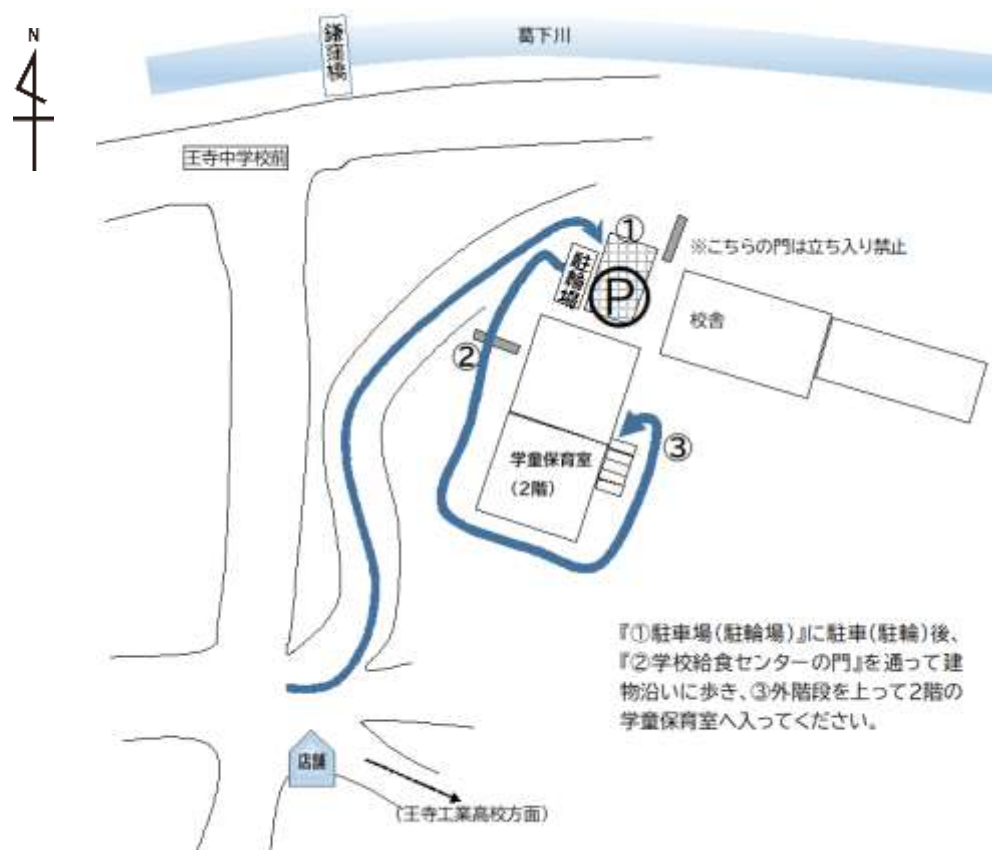 N
鎌窪橋
葛下川
王寺中学校前
①
※こちらの門は立ち入り禁止
駐輪場
P
校舎
②
③
学童保育室
(2階)
『①駐車場(駐輪場)』に駐車(駐輪)後、
『②学校給食センターの門』を通って建
物沿いに歩き、③外階段を上って2階の
学童保育室へ入ってください。
店舗
(王寺工業高校方面)